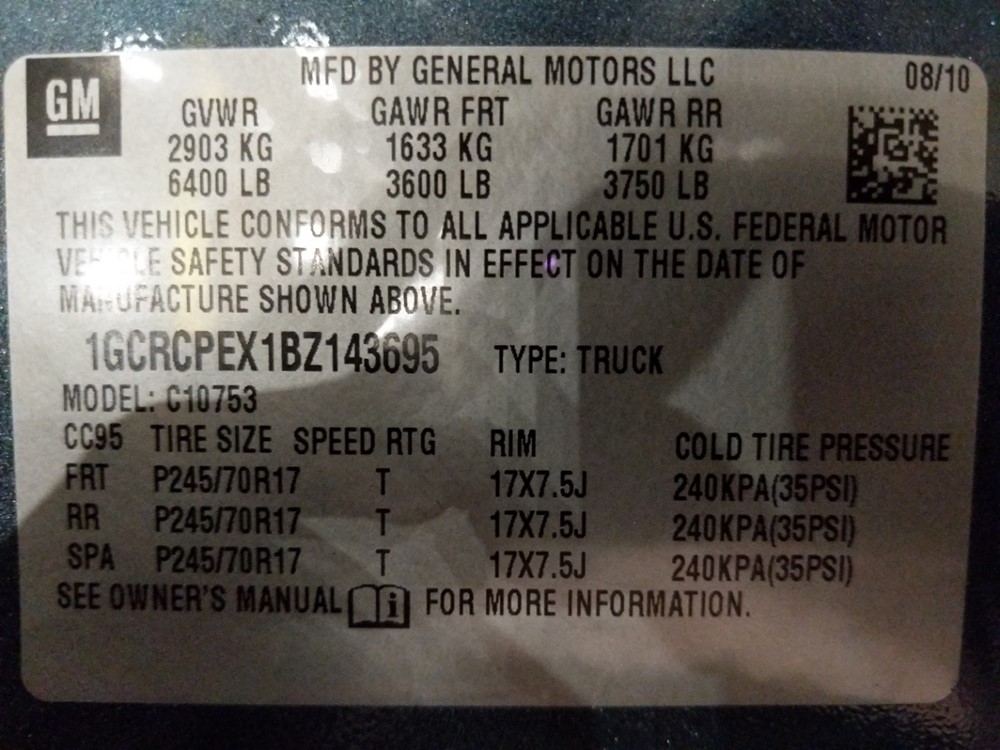 GM
MFD BY GENERAL MOTORS LLC 08/10
GVWR GAWR FRT GAWR RR
2903 KG 1633 KG 1701 KG
6400 LB 3600 LB 3750 LB
THIS VEHICLE CONFORMS TO ALL APPLICABLE U.S. FEDERAL MOTOR
VEHICLE SAFETY STANDARDS IN EFFECT ON THE DATE OF
MANUFACTURE SHOWN ABOVE.
1GCRCPEX1BZ143695 TYPE: TRUCK
MODEL: C10753
CC95 TIRE SIZE SPEED RTG RIM COLD TIRE PRESSURE
FRT P245/70R17 T 17X7.5J 240KPA(35PSI)
RR P245/70R17 T 17X7.5J 240KPA(35PSI)
SPA P245/70R17 T 17X7.5J 240KPA(35PSI)
SEE OWNER'S MANUAL i FOR MORE INFORMATION.